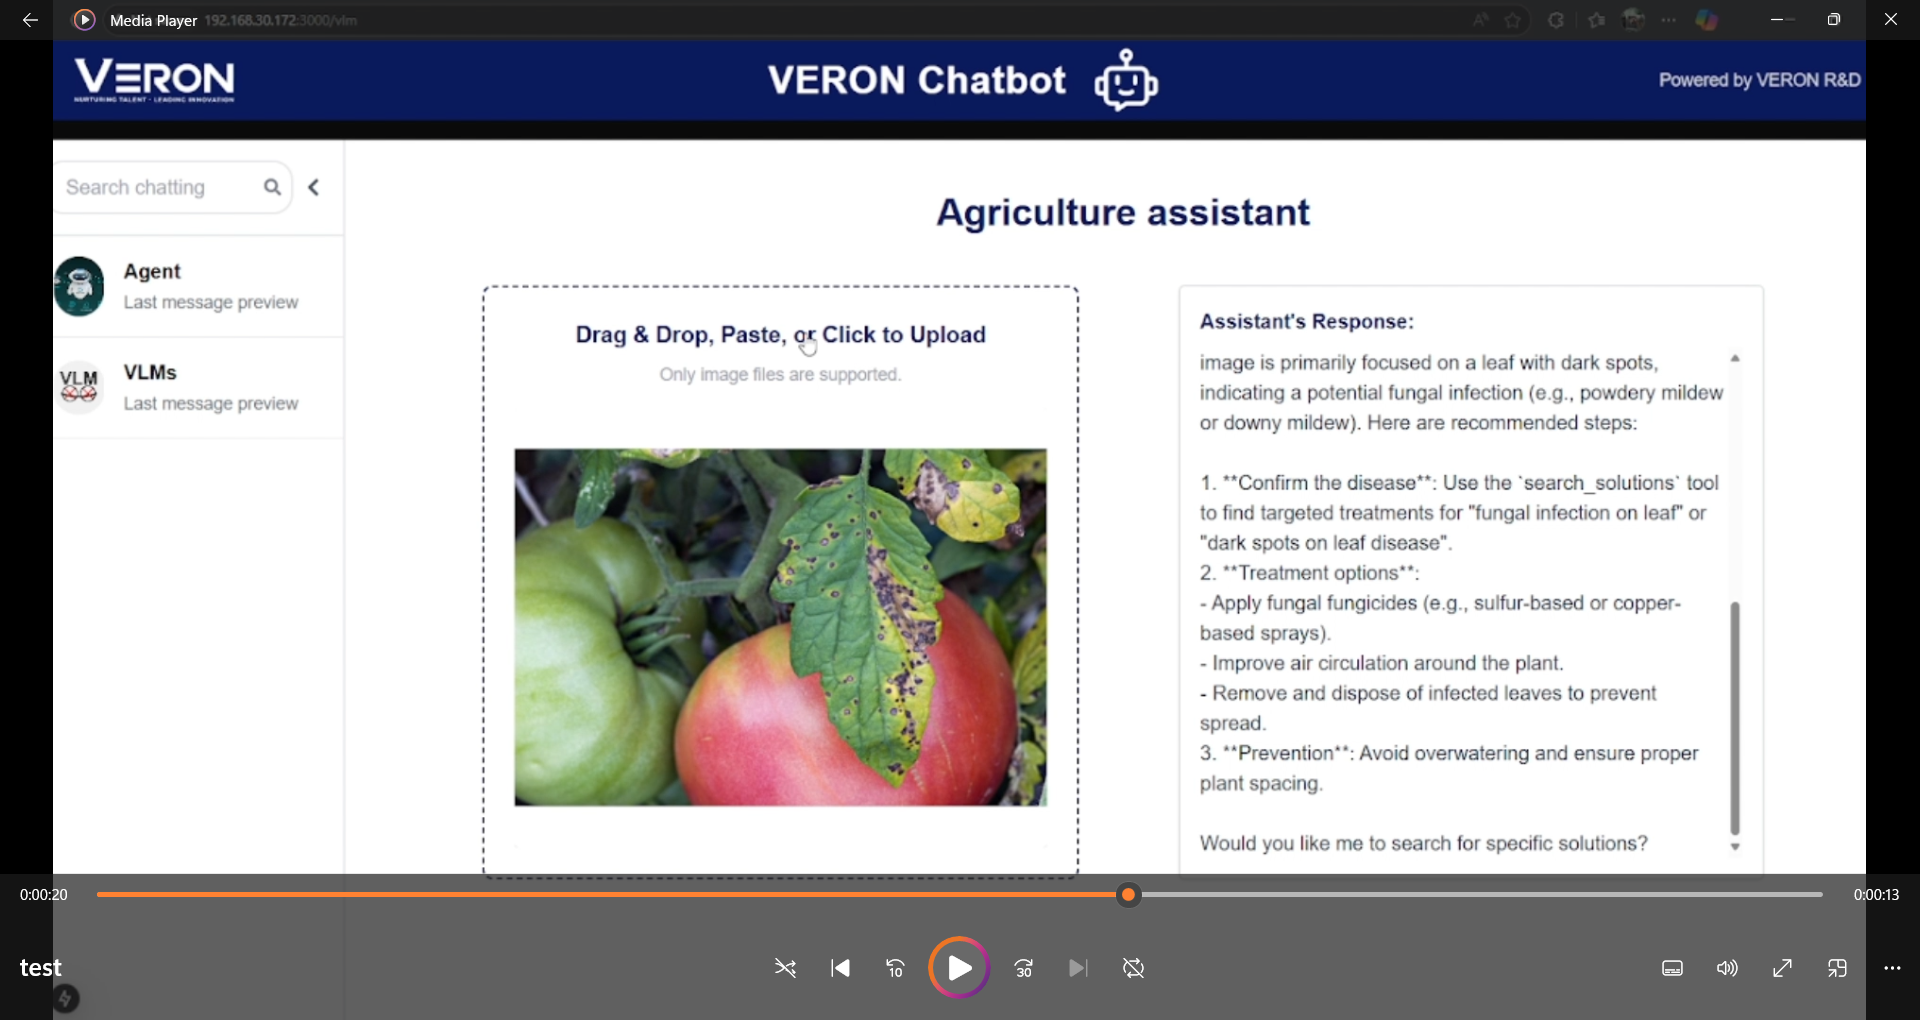 Media Player 192.168.30.172:3000/vlm
VERON
NURTURING TALENT - LEADING INNOVATION
VERON Chatbot
Powered by VERON R&D
Search chatting
Agent
Last message preview
VLM
VLMs
Last message preview
Agriculture assistant
Drag & Drop, Paste, or Click to Upload
Only image files are supported.
Assistant's Response:
image is primarily focused on a leaf with dark spots,
indicating a potential fungal infection (e.g., powdery mildew
or downy mildew). Here are recommended steps:
1. **Confirm the disease**: Use the `search_solutions` tool
to find targeted treatments for "fungal infection on leaf" or
"dark spots on leaf disease".
2. **Treatment options**:
- Apply fungal fungicides (e.g., sulfur-based or copper-
based sprays).
- Improve air circulation around the plant.
- Remove and dispose of infected leaves to prevent
spread.
3. **Prevention**: Avoid overwatering and ensure proper
plant spacing.
Would you like me to search for specific solutions?
0:00:20
0:00:13
test
10
30